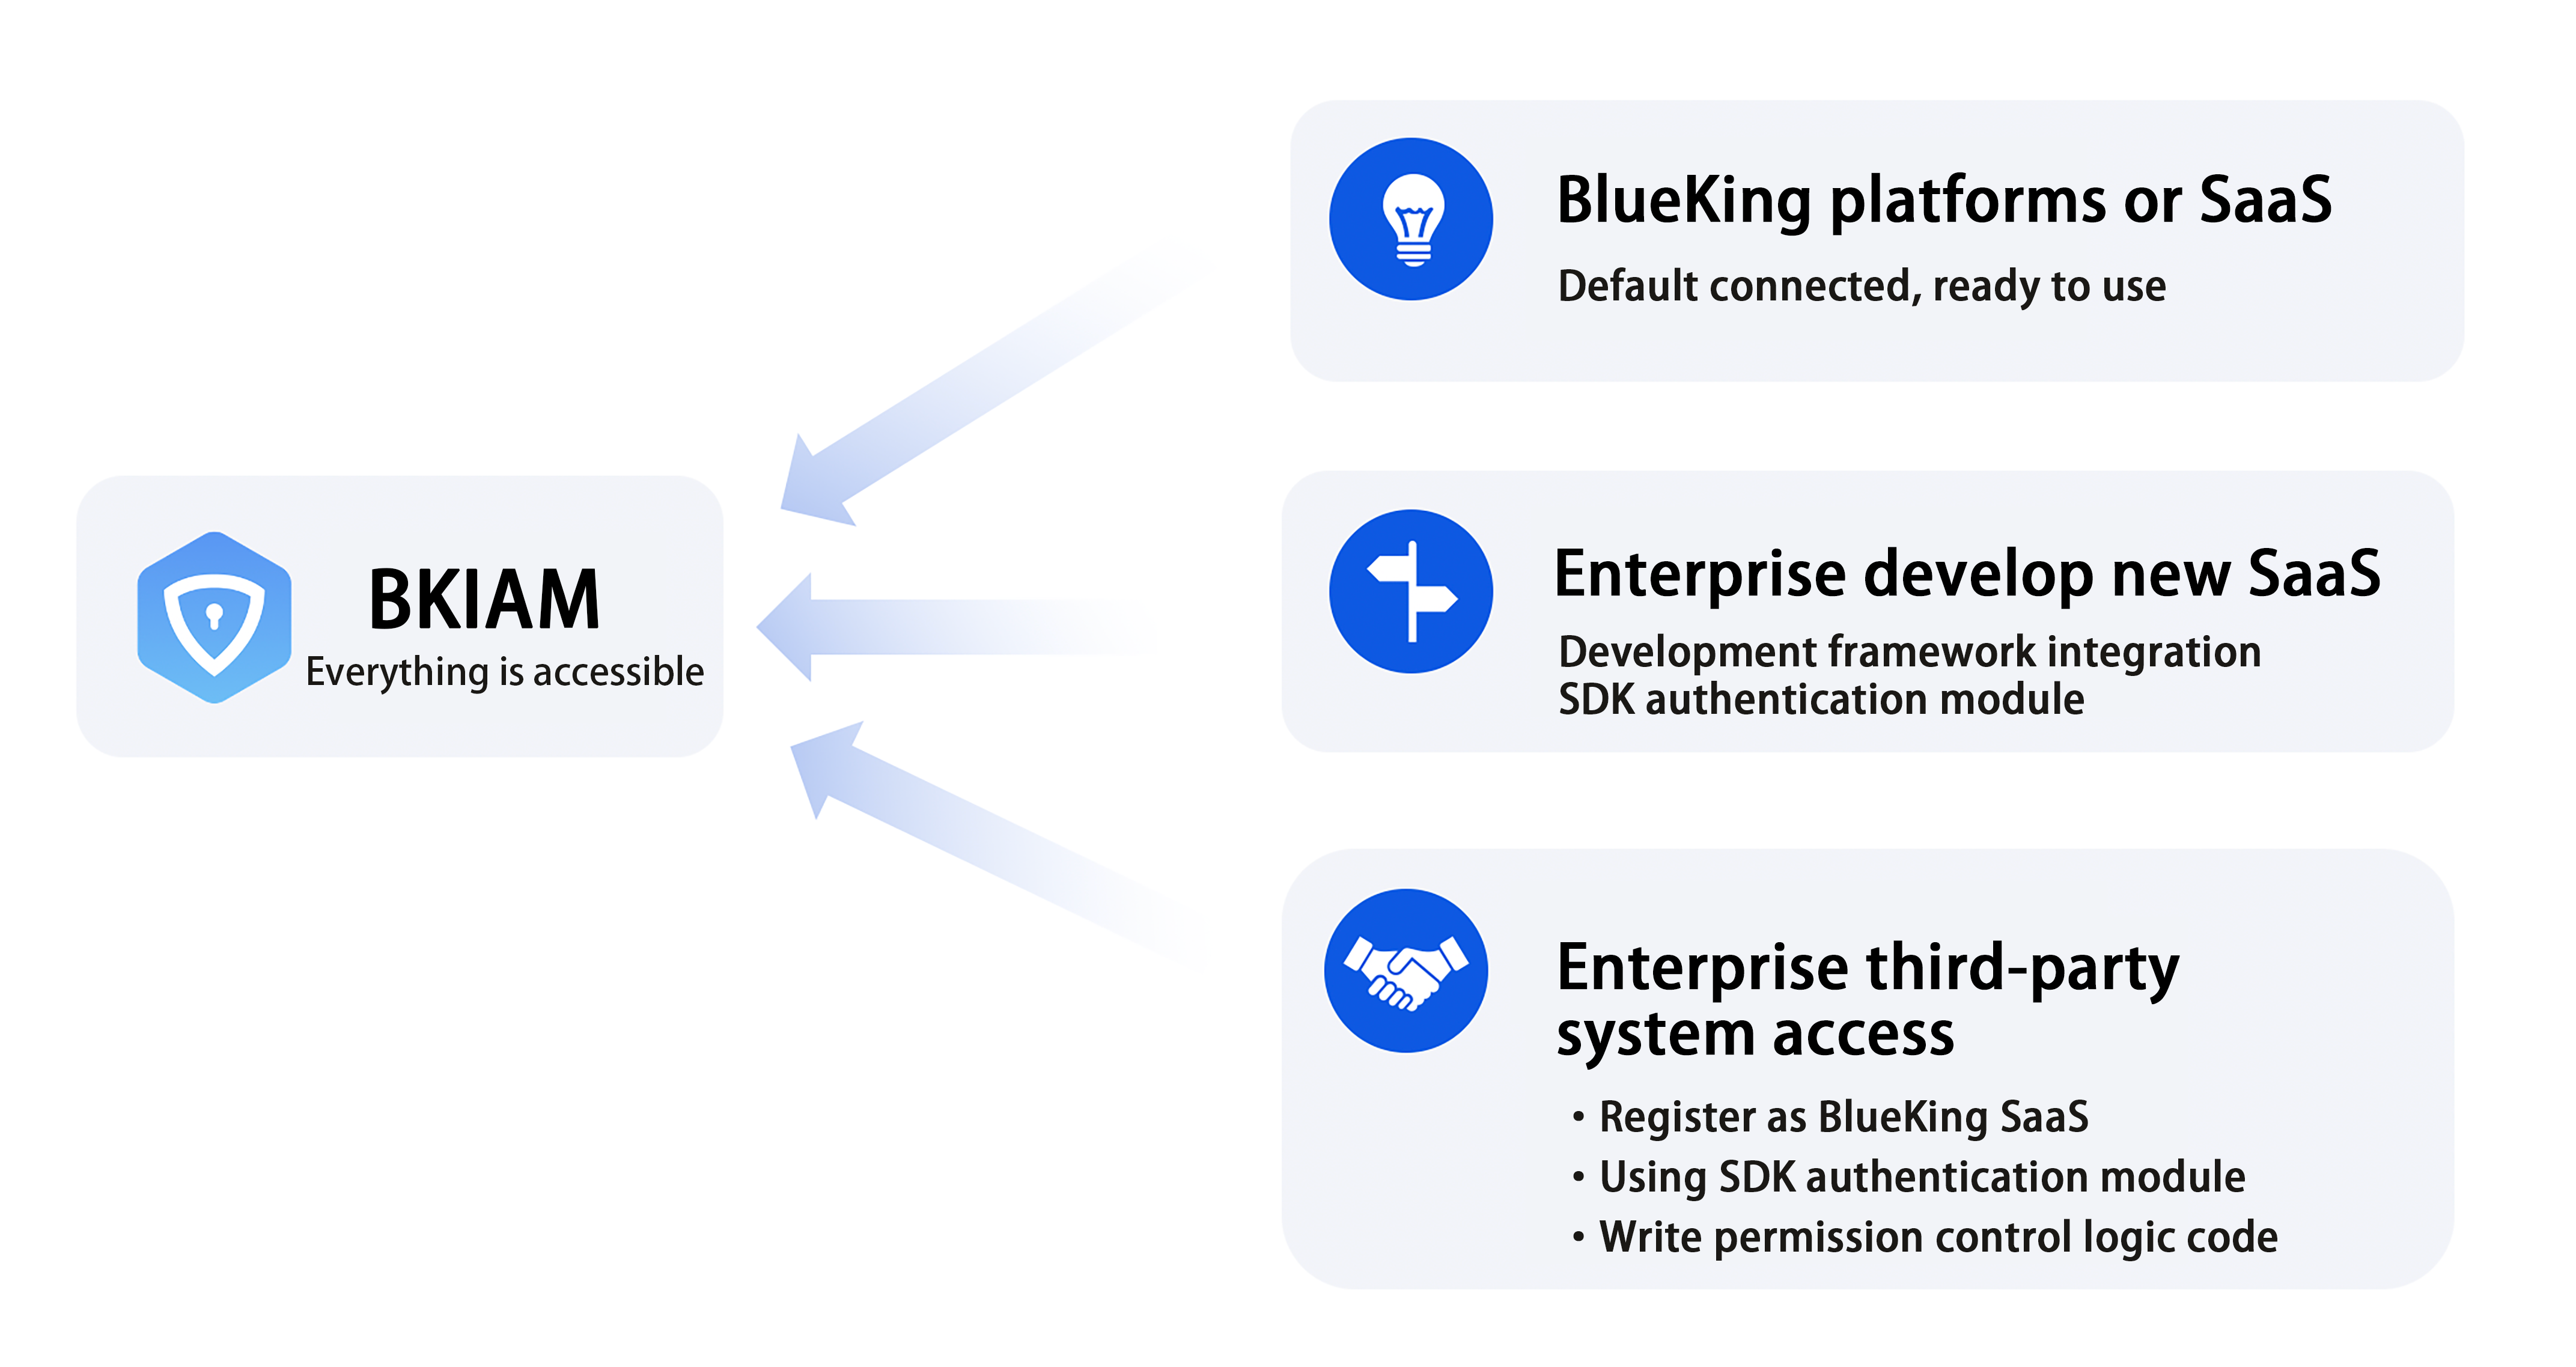 BKIAM
Everything is accessible
BlueKing platforms or SaaS
Default connected, ready to use
Enterprise develop new SaaS
Development framework integration
SDK authentication module
Enterprise third-party
system access
• Register as BlueKing SaaS
• Using SDK authentication module
• Write permission control logic code